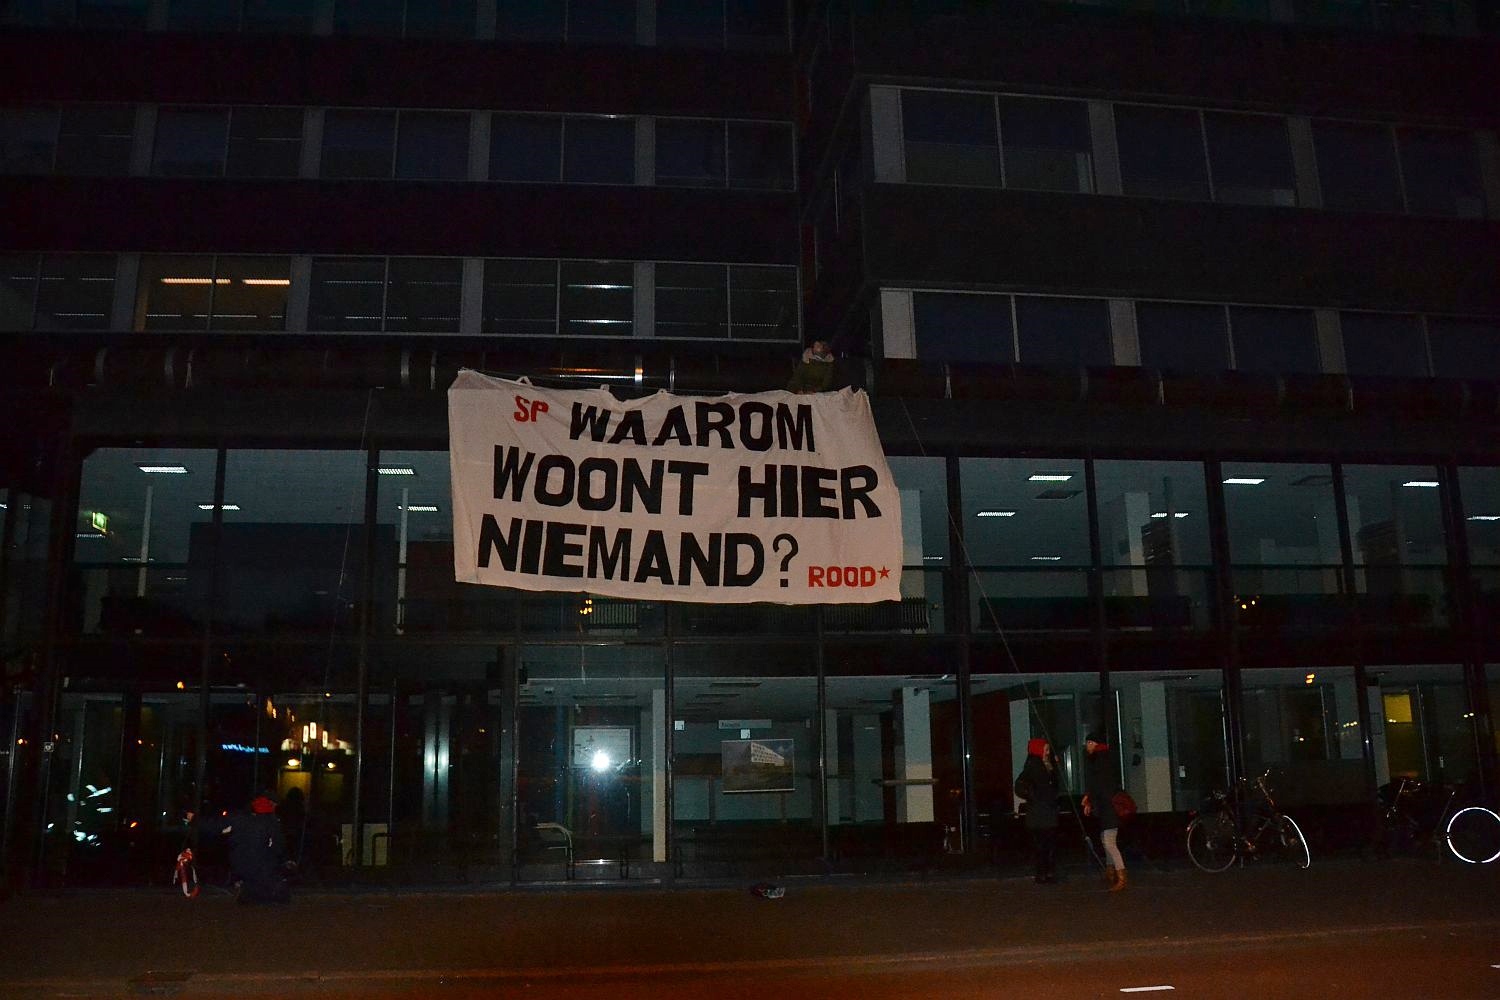 SP WAAROM
WOONT HIER
NIEMAND?
ROOD★